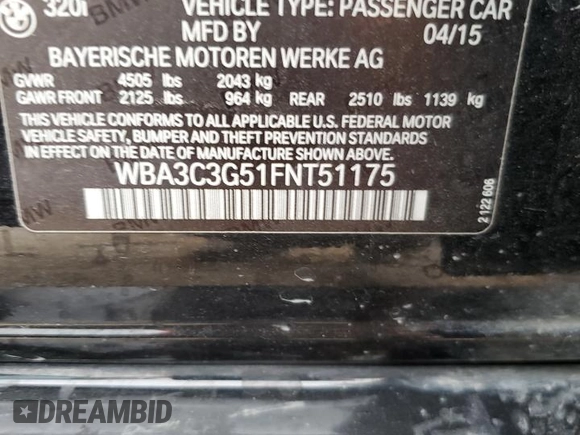 320i VEHICLE TYPE: PASSENGER CAR
MFD BY 04/15
BAYERISCHE MOTOREN WERKE AG
GVWR 4505 lbs 2043 kg
GAWR FRONT 2125 lbs 964 kg REAR 2510 lbs 1139 kg
THIS VEHICLE CONFORMS TO ALL APPLICABLE U.S. FEDERAL MOTOR
VEHICLE SAFETY, BUMPER AND THEFT PREVENTION STANDARDS
IN EFFECT ON THE DATE OF MANUFACTURE SHOWN ABOVE.
WBA3C3G51FNT51175
2 122 606
DREAMBID